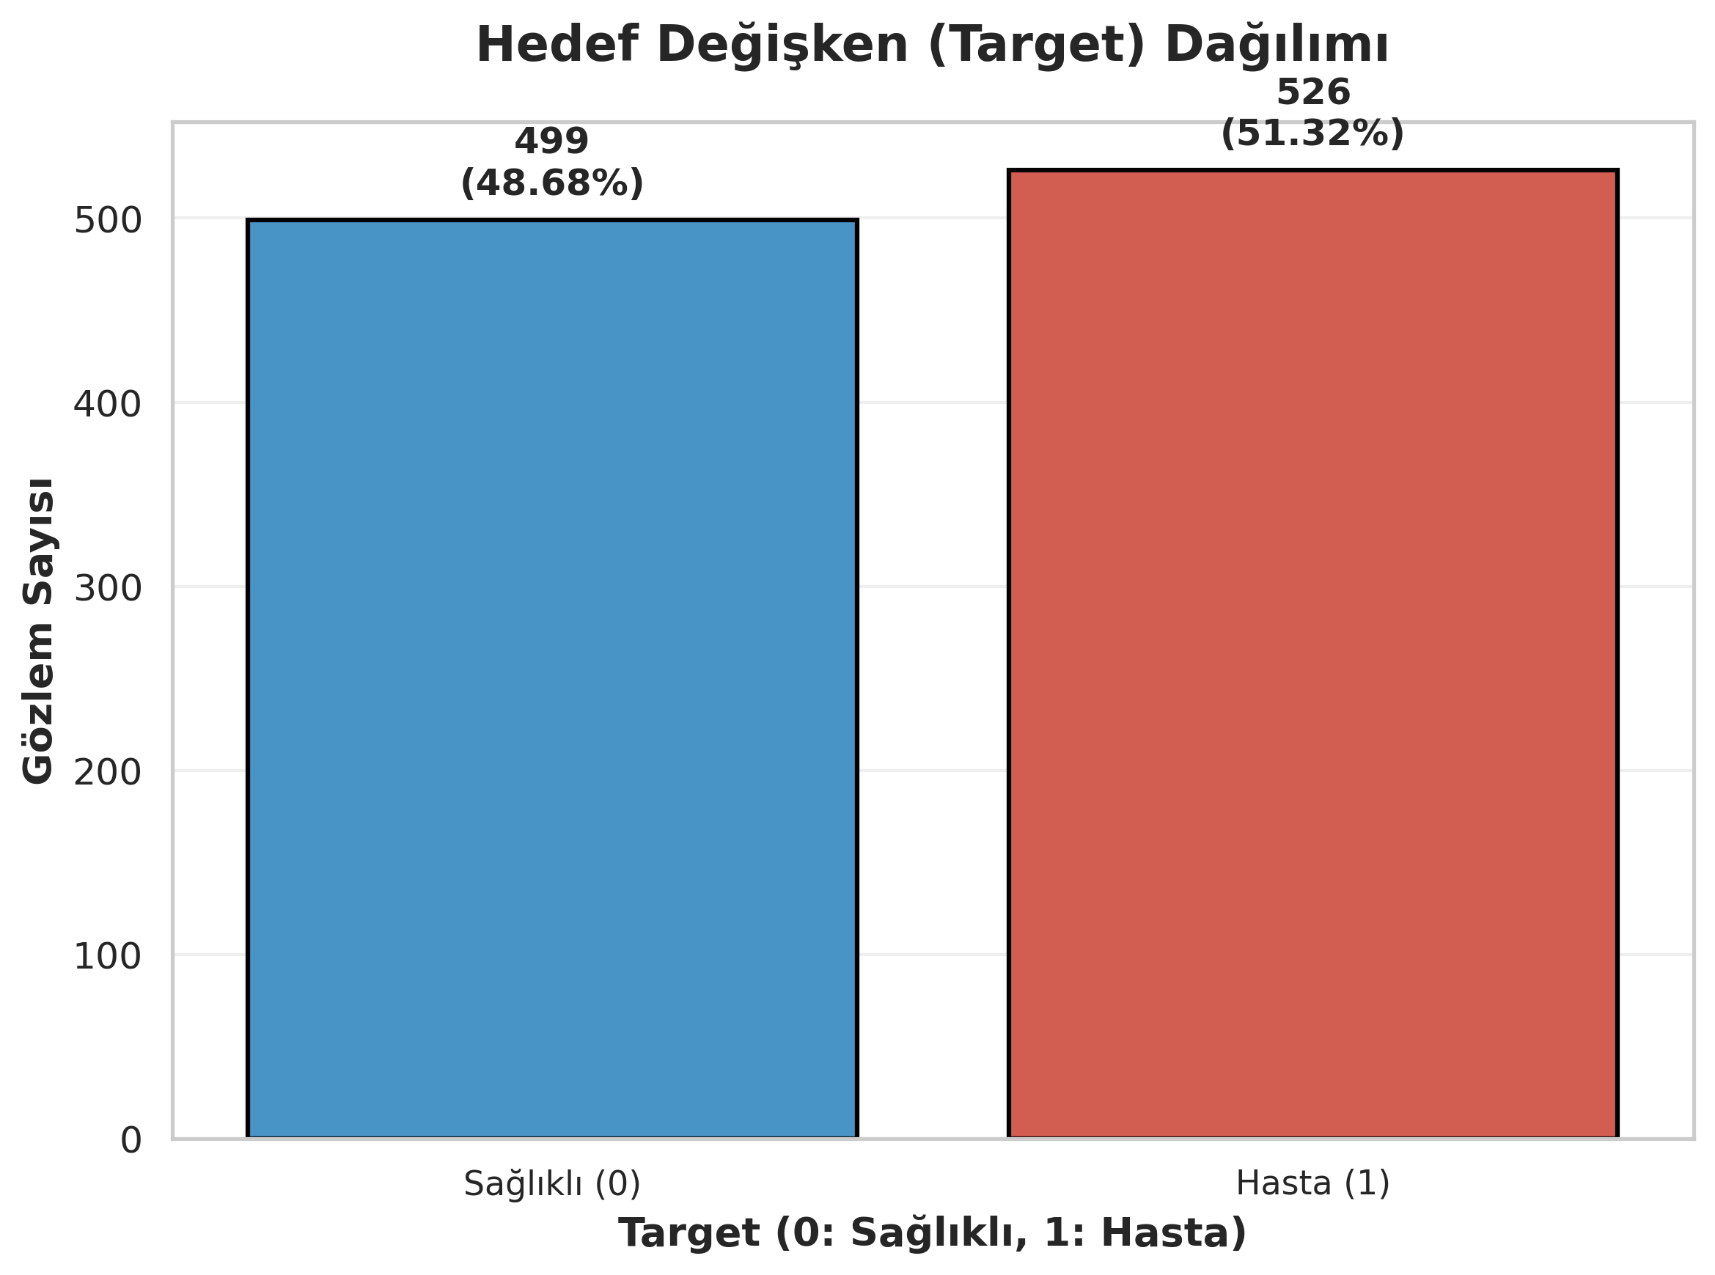 Hedef Değişken (Target) Dağılımı
526
(51.32%)
499
(48.68%)
500
400
300
200
100
0
Gözlem Sayısı
Sağlıklı (0)
Hasta (1)
Target (0: Sağlıklı, 1: Hasta)